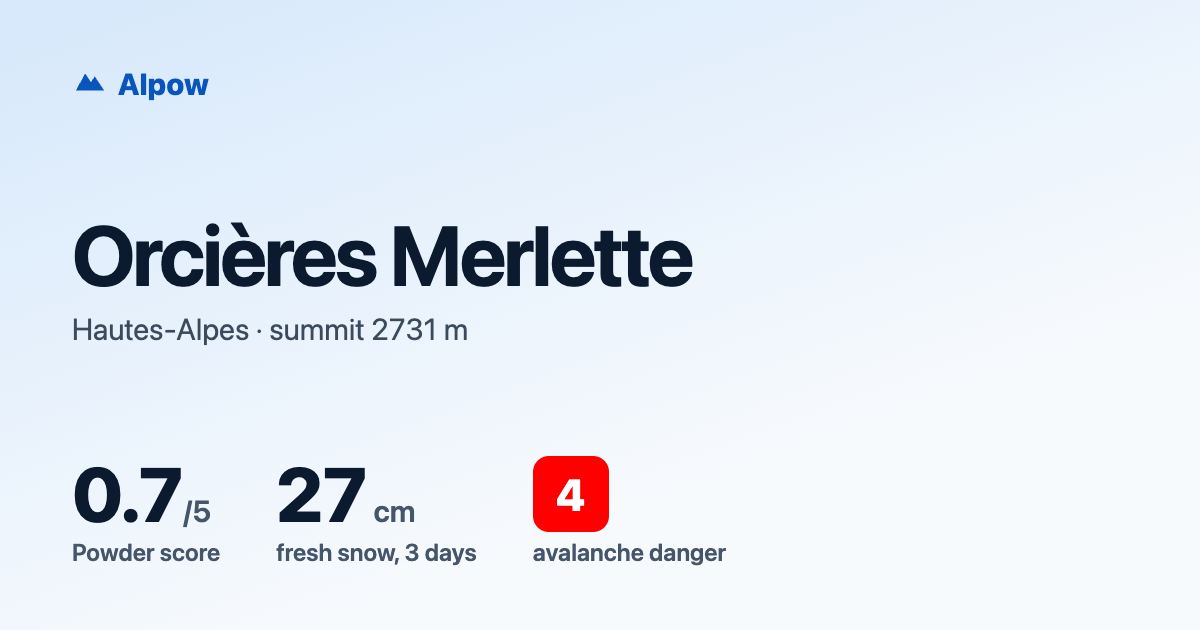 Alpow
Orcières Merlette
Hautes-Alpes · summit 2731 m
0.7/5
Powder score
27 cm
fresh snow, 3 days
4
avalanche danger